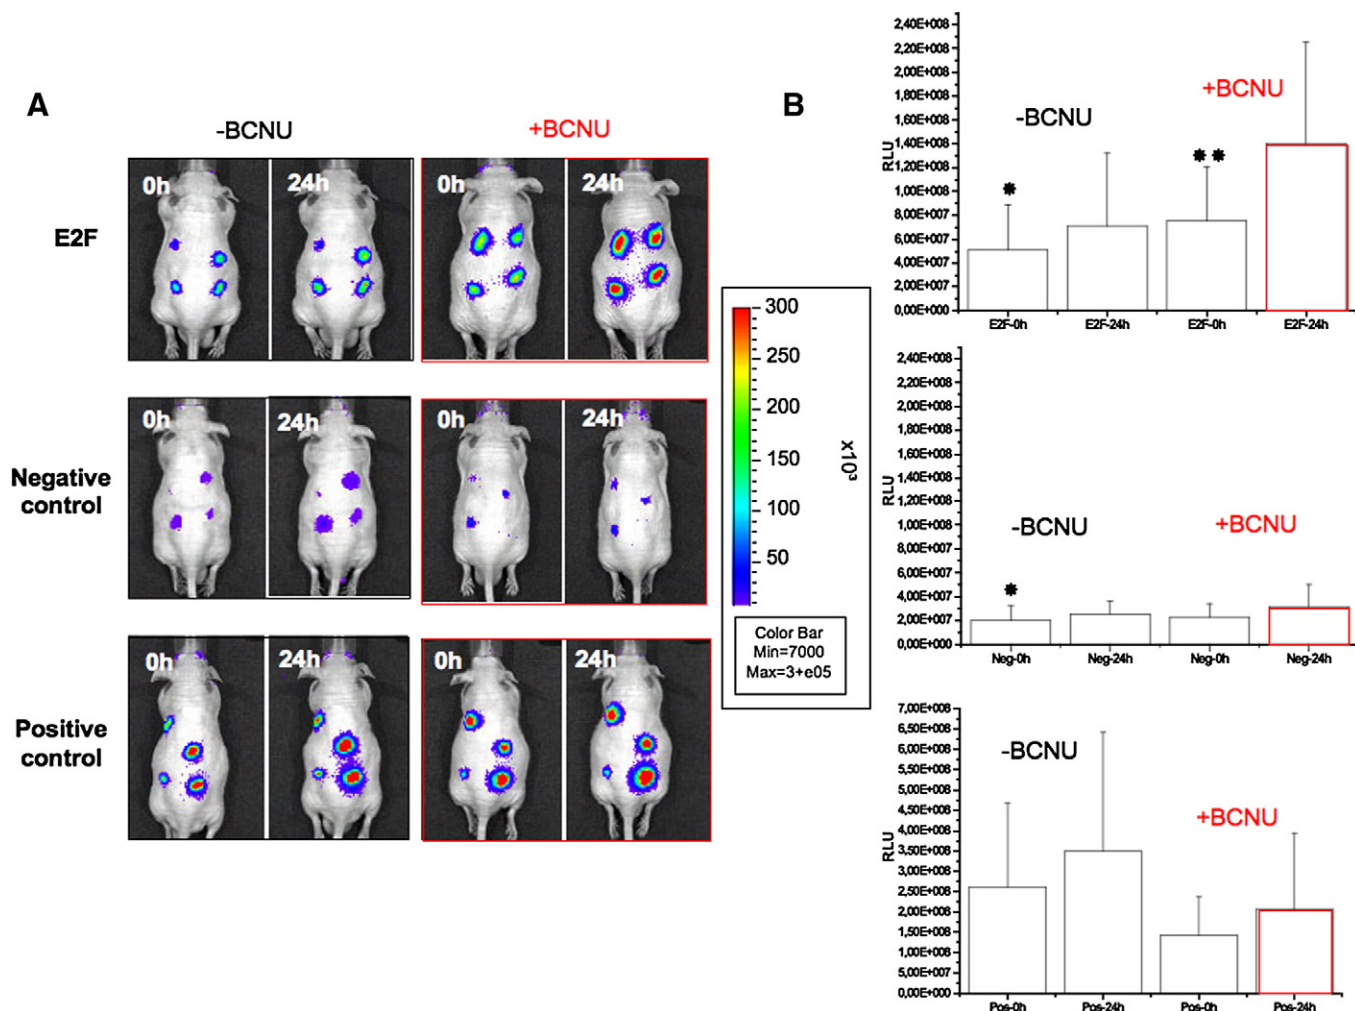 A
-BCNU
+BCNU
E2F
0h
24h
0h
24h
Negative
control
0h
24h
0h
24h
Positive
control
0h
24h
0h
24h
300
250
200
150
100
50
x10³
Color Bar
Min=7000
Max=3+e05
B
2,40E+008
2,20E+008
2,00E+008
1,80E+008
1,60E+008
1,40E+008
1,20E+008
1,00E+008
8,00E+007
6,00E+007
4,00E+007
2,00E+007
0,00E+000
RLU
-BCNU
+BCNU
*
**
E2F-0h
E2F-24h
E2F-0h
E2F-24h
2,40E+008
2,20E+008
2,00E+008
1,80E+008
1,60E+008
1,40E+008
1,20E+008
1,00E+008
8,00E+007
6,00E+007
4,00E+007
2,00E+007
0,00E+000
RLU
-BCNU
+BCNU
*
Neg-0h
Neg-24h
Neg-0h
Neg-24h
7,00E+008
6,50E+008
6,00E+008
5,50E+008
5,00E+008
4,50E+008
4,00E+008
3,50E+008
3,00E+008
2,50E+008
2,00E+008
1,50E+008
1,00E+008
5,00E+007
0,00E+000
RLU
-BCNU
+BCNU
Pos-0h
Pos-24h
Pos-0h
Pos-24h